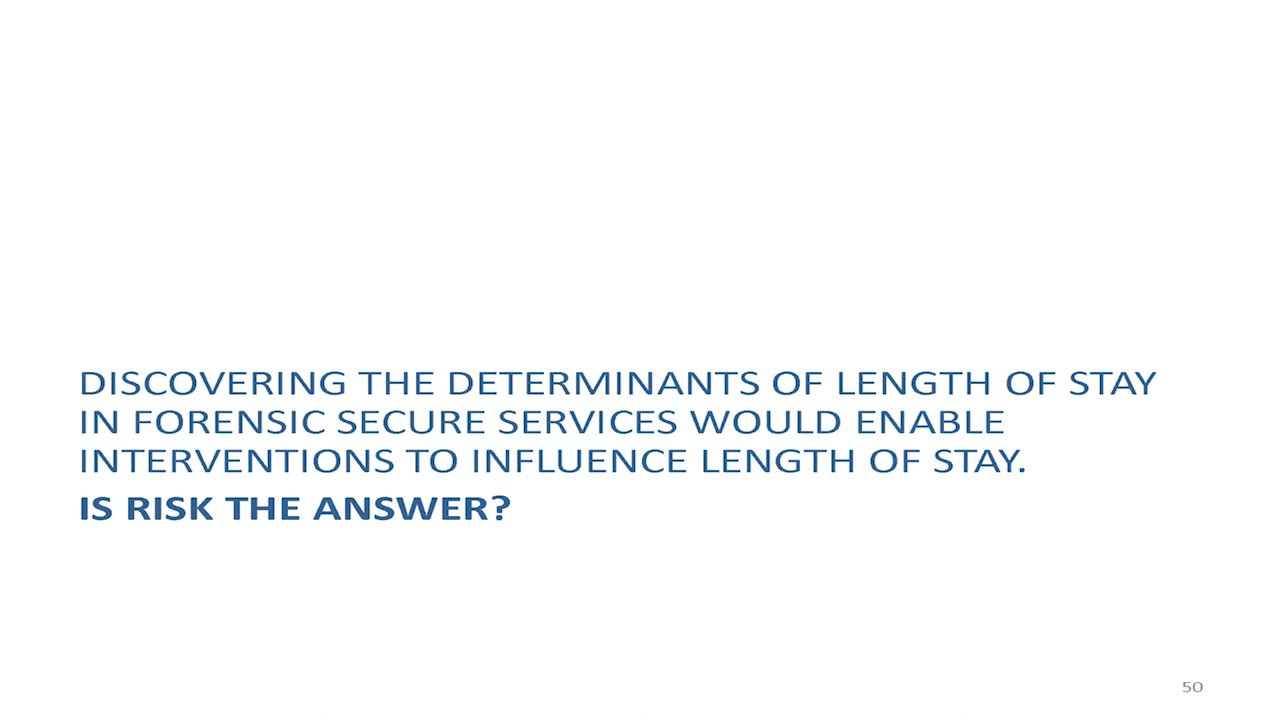 DISCOVERING THE DETERMINANTS OF LENGTH OF STAY
IN FORENSIC SECURE SERVICES WOULD ENABLE
INTERVENTIONS TO INFLUENCE LENGTH OF STAY.
IS RISK THE ANSWER?
50